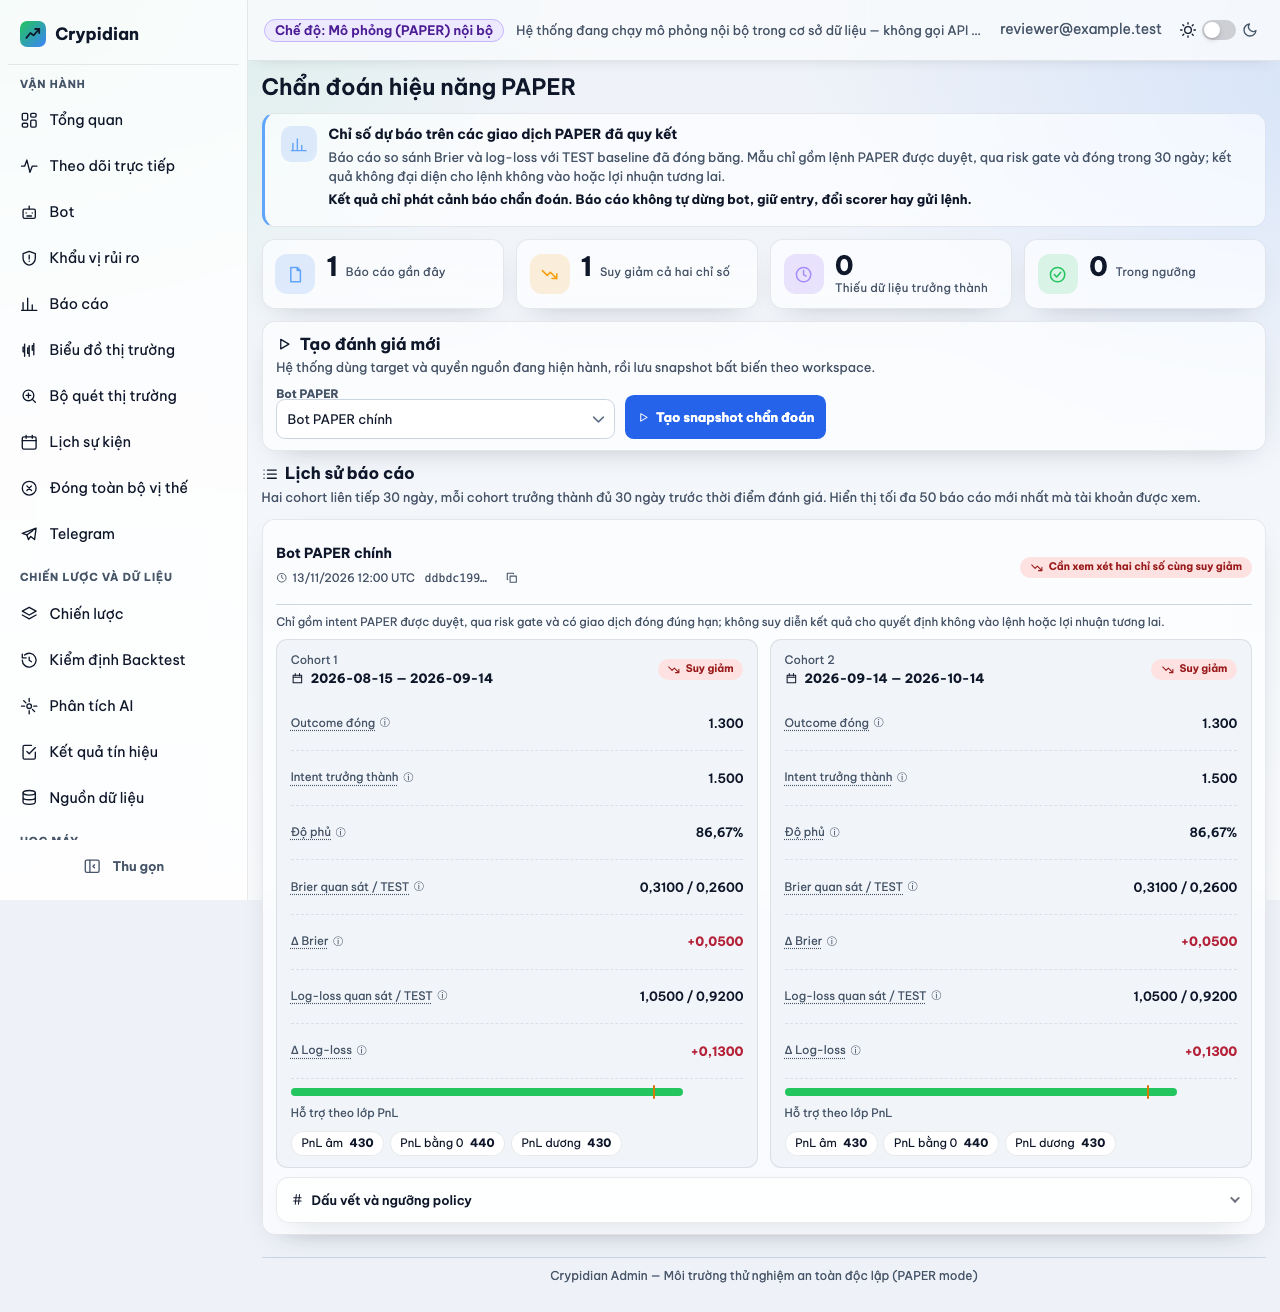 Crypidian
VẬN HÀNH
Tổng quan
Theo dõi trực tiếp
Bot
Khẩu vị rủi ro
Báo cáo
Biểu đồ thị trường
Bộ quét thị trường
Lịch sự kiện
Đóng toàn bộ vị thế
Telegram
CHIẾN LƯỢC VÀ DỮ LIỆU
Chiến lược
Kiểm định Backtest
Phân tích AI
Kết quả tín hiệu
Nguồn dữ liệu
HỌC MÁY
Thu gọn
Chế độ: Mô phỏng (PAPER) nội bộ
Hệ thống đang chạy mô phỏng nội bộ trong cơ sở dữ liệu — không gọi API ...
reviewer@example.test
Chẩn đoán hiệu năng PAPER
Chỉ số dự báo trên các giao dịch PAPER đã quy kết
Báo cáo so sánh Brier và log-loss với TEST baseline đã đóng băng. Mẫu chỉ gồm lệnh PAPER được duyệt, qua risk gate và đóng trong 30 ngày; kết
quả không đại diện cho lệnh không vào hoặc lợi nhuận tương lai.
Kết quả chỉ phát cảnh báo chẩn đoán. Báo cáo không tự dừng bot, giữ entry, đổi scorer hay gửi lệnh.
1 Báo cáo gần đây
1 Suy giảm cả hai chỉ số
0
Thiếu dữ liệu trưởng thành
0 Trong ngưỡng
Tạo đánh giá mới
Hệ thống dùng target và quyền nguồn đang hiện hành, rồi lưu snapshot bất biến theo workspace.
Bot PAPER
Bot PAPER chính
Tạo snapshot chẩn đoán
Lịch sử báo cáo
Hai cohort liên tiếp 30 ngày, mỗi cohort trưởng thành đủ 30 ngày trước thời điểm đánh giá. Hiển thị tối đa 50 báo cáo mới nhất mà tài khoản được xem.
Bot PAPER chính
13/11/2026 12:00 UTC ddbdc199…
Cần xem xét hai chỉ số cùng suy giảm
Chỉ gồm intent PAPER được duyệt, qua risk gate và có giao dịch đóng đúng hạn; không suy diễn kết quả cho quyết định không vào lệnh hoặc lợi nhuận tương lai.
Cohort 1
2026-08-15 — 2026-09-14
Suy giảm
Outcome đóng 1.300
Intent trưởng thành 1.500
Độ phủ 86,67%
Brier quan sát / TEST 0,3100 / 0,2600
Δ Brier +0,0500
Log-loss quan sát / TEST 1,0500 / 0,9200
Δ Log-loss +0,1300
Hỗ trợ theo lớp PnL
PnL âm 430 PnL bằng 0 440 PnL dương 430
Cohort 2
2026-09-14 — 2026-10-14
Suy giảm
Outcome đóng 1.300
Intent trưởng thành 1.500
Độ phủ 86,67%
Brier quan sát / TEST 0,3100 / 0,2600
Δ Brier +0,0500
Log-loss quan sát / TEST 1,0500 / 0,9200
Δ Log-loss +0,1300
Hỗ trợ theo lớp PnL
PnL âm 430 PnL bằng 0 440 PnL dương 430
# Dấu vết và ngưỡng policy
Crypidian Admin — Môi trường thử nghiệm an toàn độc lập (PAPER mode)